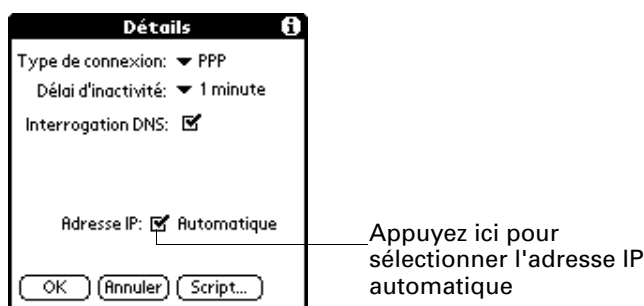 Détails
Type de connexion: PPP
Délai d'inactivité: 1 minute
Interrogation DNS:
Adresse IP: Automatique
OK Annuler Script...
Appuyez ici pour
sélectionner l'adresse IP
automatique